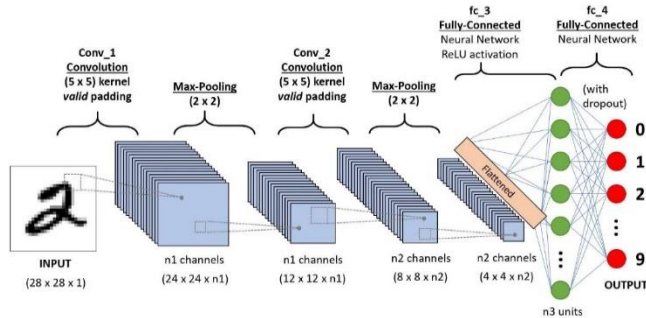 fc_3
Fully-Connected
Neural Network
ReLU activation
fc_4
Fully-Connected
Neural Network
Conv_1
Convolution
(5 x 5) kernel
valid padding
Max-Pooling
(2 x 2)
Conv_2
Convolution
(5 x 5) kernel
valid padding
Max-Pooling
(2 x 2)
(with
dropout)
Flattened
0
1
2
9
INPUT
(28 x 28 x 1)
n1 channels
(24 x 24 x n1)
n1 channels
(12 x 12 x n1)
n2 channels
(8 x 8 x n2)
n2 channels
(4 x 4 x n2)
OUTPUT
n3 units
2